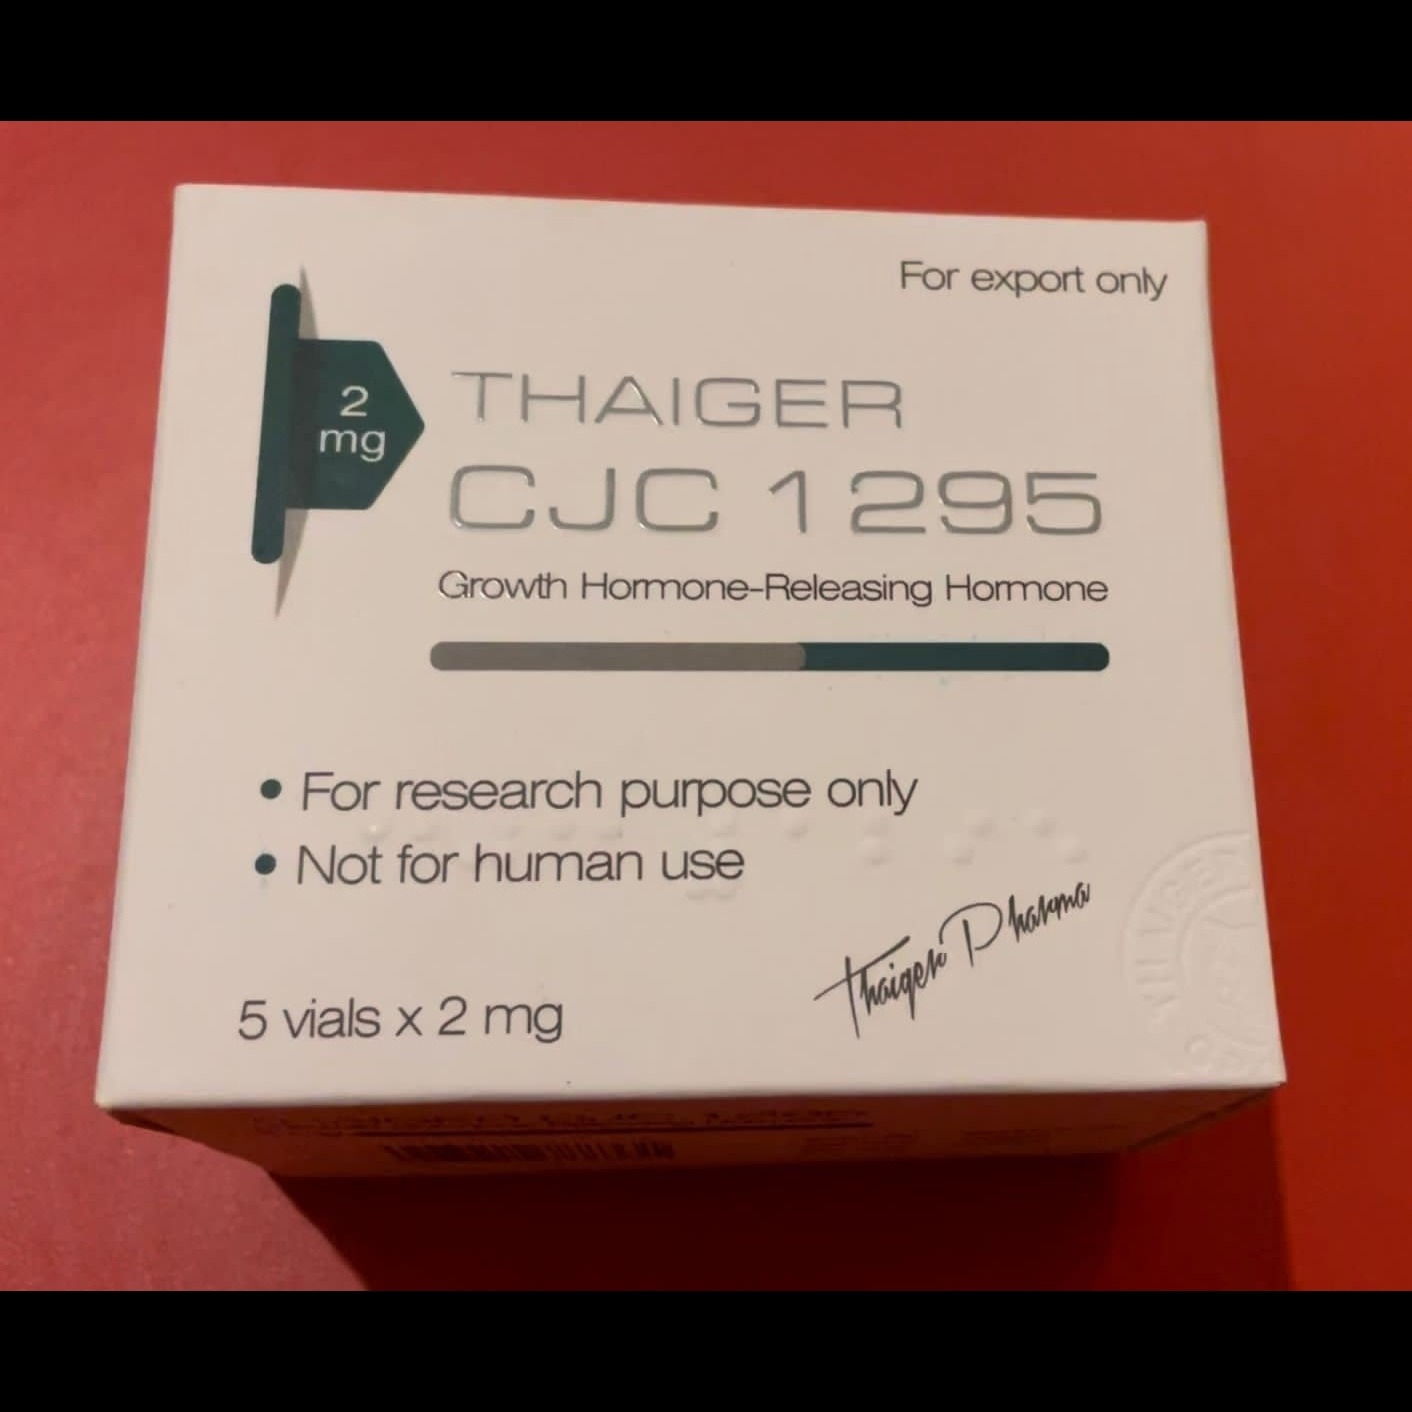 For export only
2
mg
THAIGER
CJC 1295
Growth Hormone-Releasing Hormone
• For research purpose only
• Not for human use
Thaiger Pharma
5 vials x 2 mg